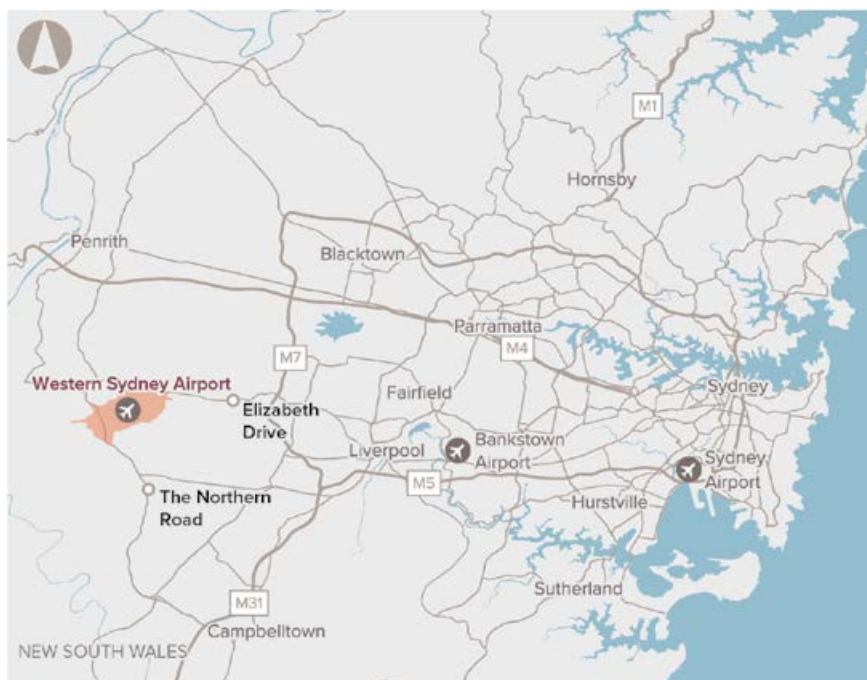 M1
Hornsby
Penrith
Blacktown
Parramatta
M4
M7
Western Sydney Airport
Fairfield
Sydney
Elizabeth
Drive
Liverpool
Bankstown
Airport
Sydney
Airport
M5
The Northern
Road
Hurstville
Sutherland
M31
Campbelltown
NEW SOUTH WALES